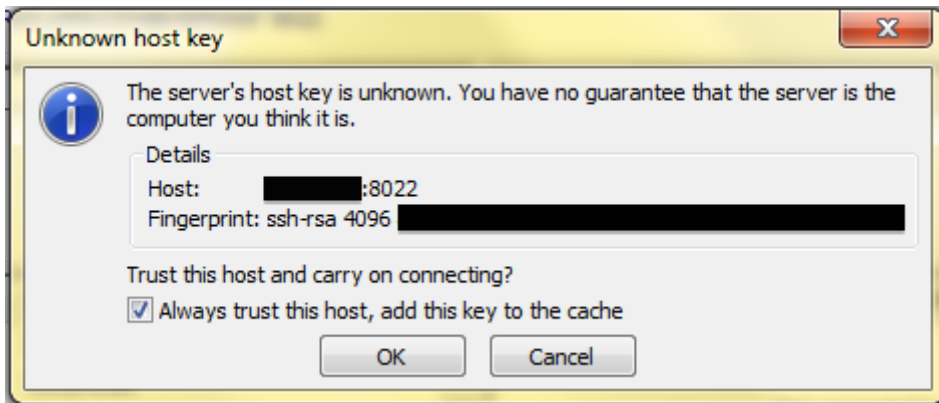 Unknown host key
The server's host key is unknown. You have no guarantee that the server is the
computer you think it is.
Details
Host: :8022
Fingerprint: ssh-rsa 4096
Trust this host and carry on connecting?
Always trust this host, add this key to the cache
OK Cancel